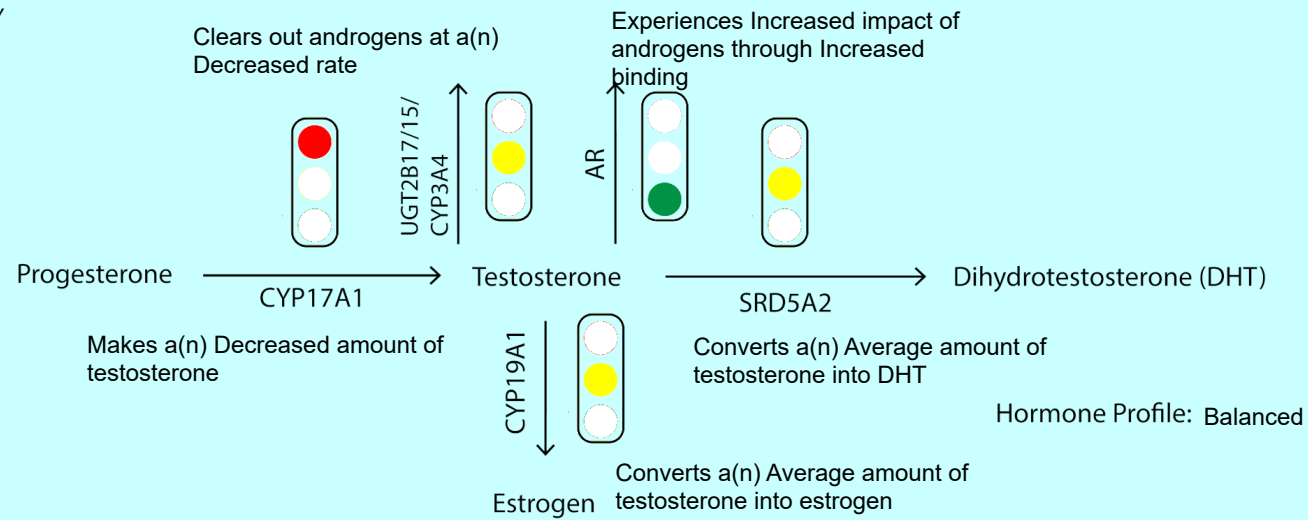 Clears out androgens at a(n)
Decreased rate
Experiences Increased impact of
androgens through Increased
binding
UGT2B17/15/
CYP3A4
AR
Progesterone
CYP17A1
Testosterone
SRD5A2
Dihydrotestosterone (DHT)
Makes a(n) Decreased amount of
testosterone
CYP19A1
Converts a(n) Average amount of
testosterone into DHT
Hormone Profile: Balanced
Converts a(n) Average amount of
testosterone into estrogen
Estrogen